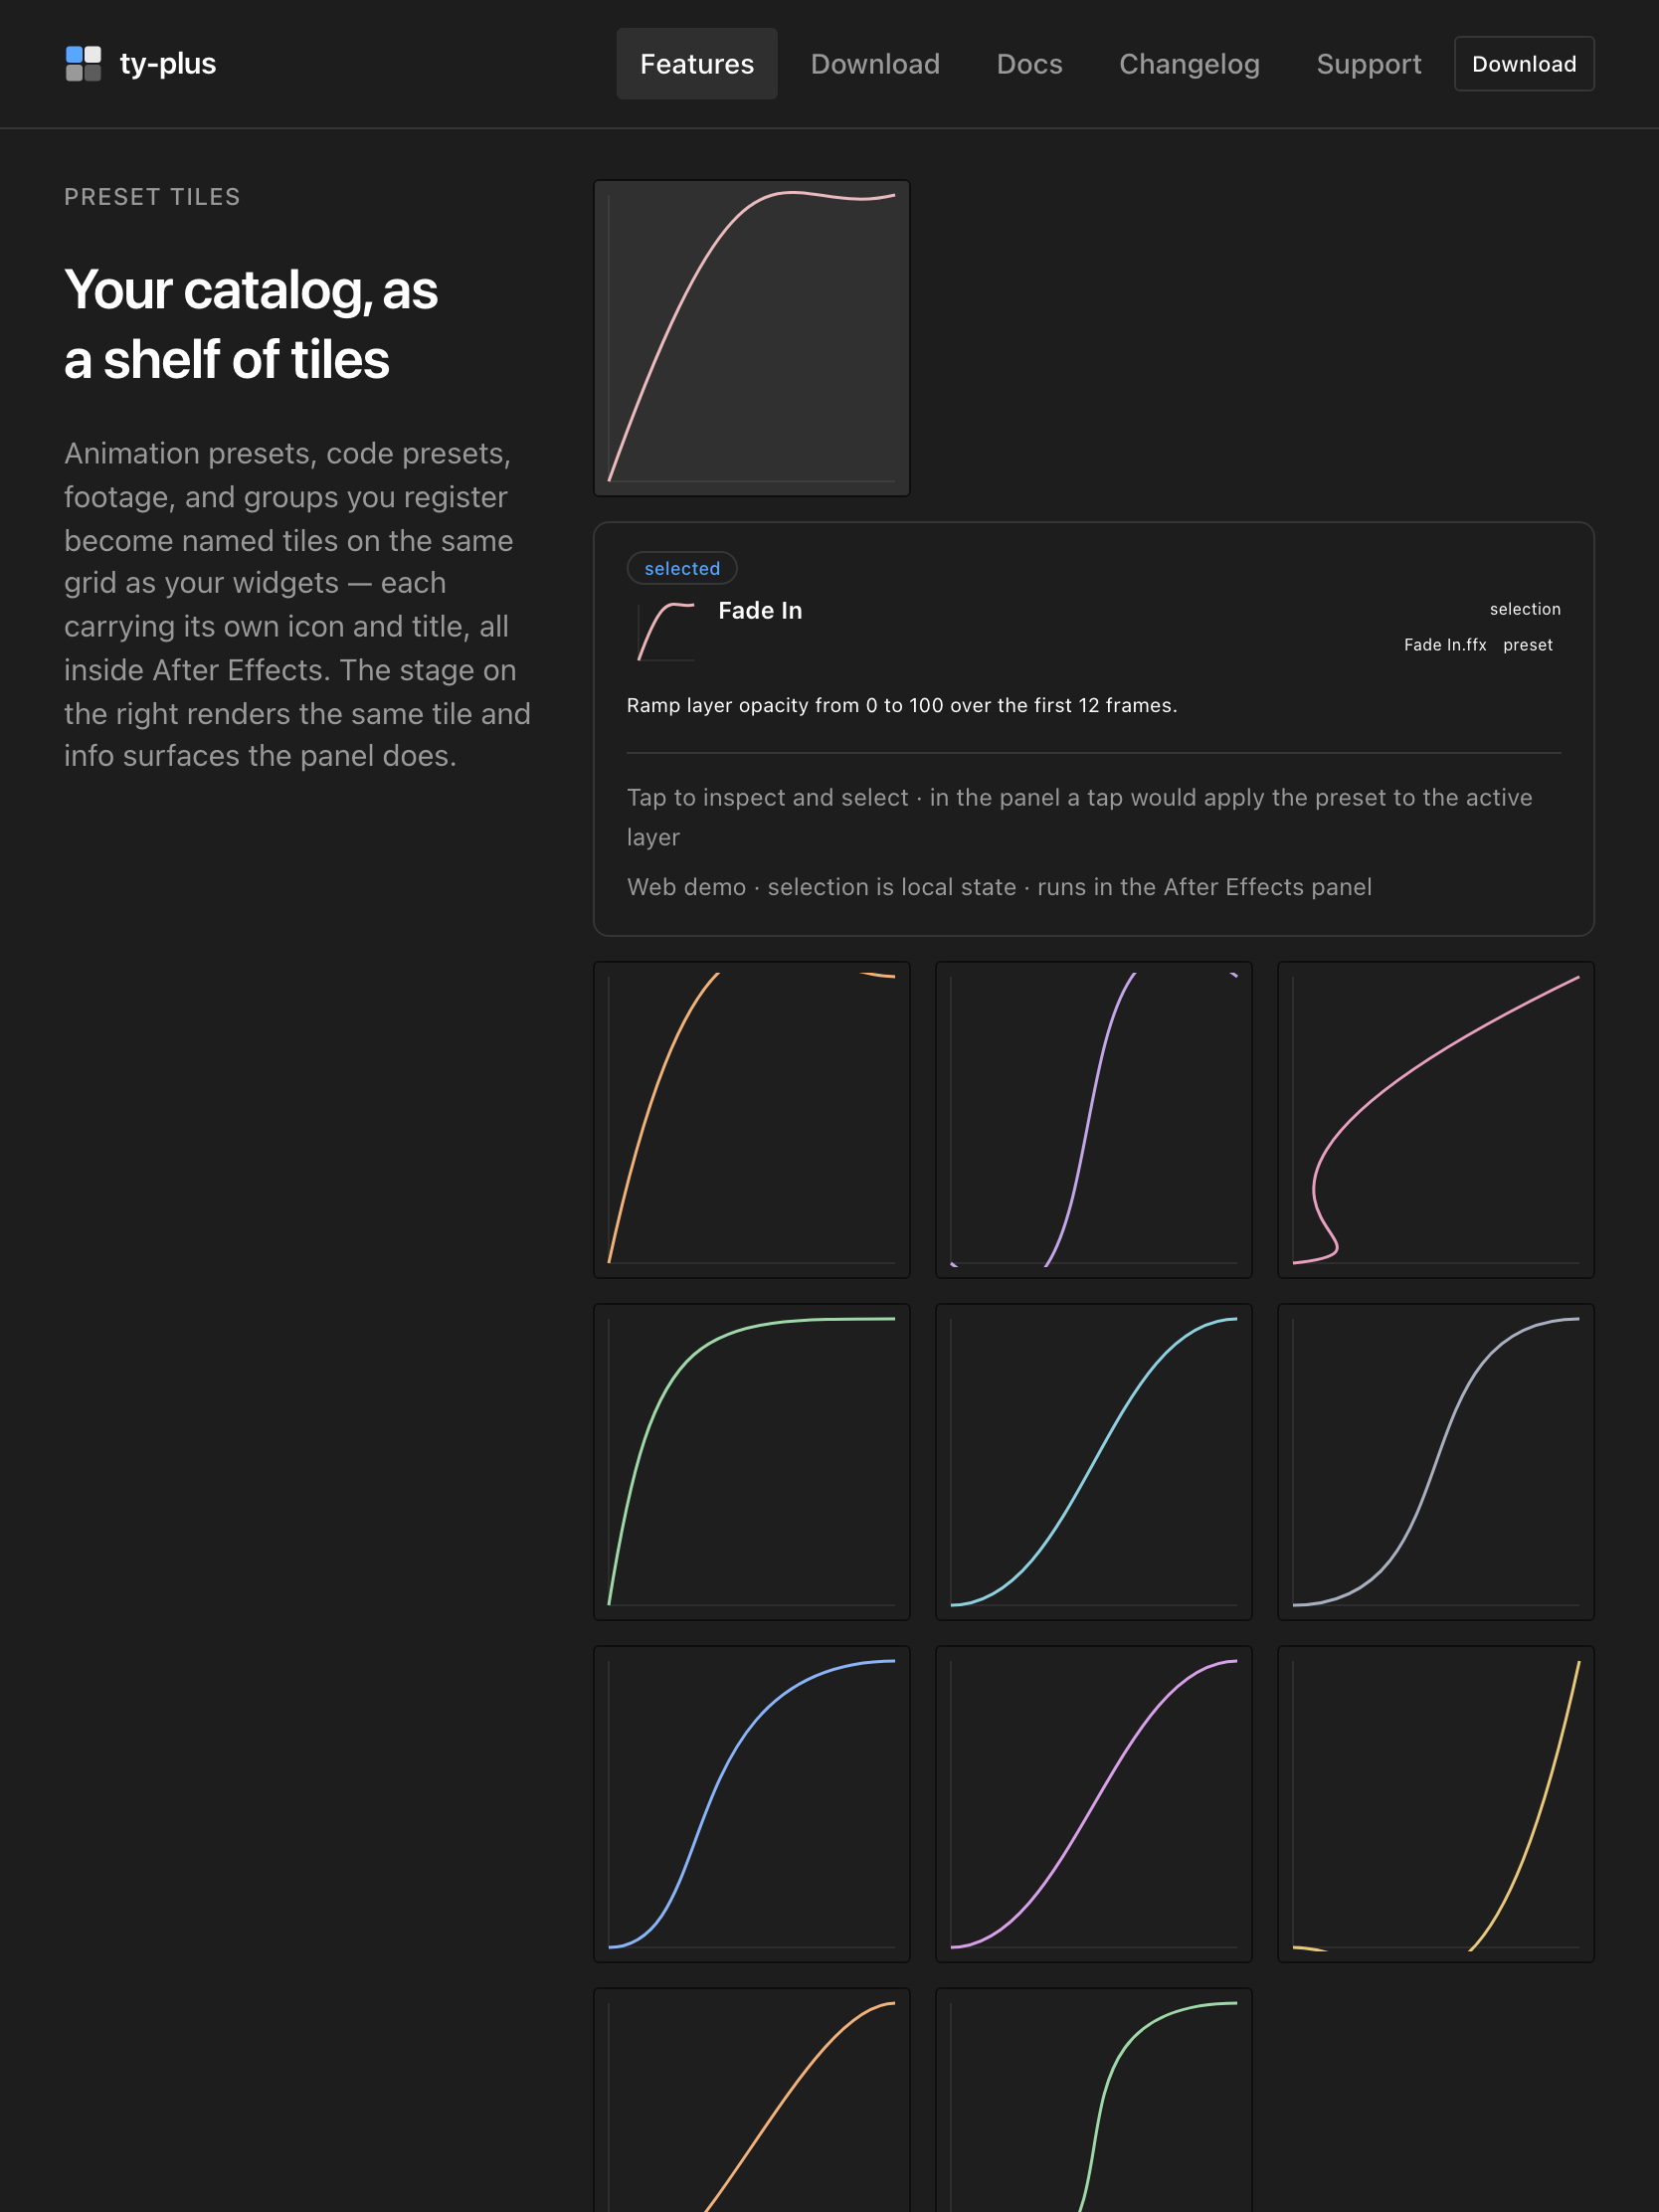 ty-plus
Features
Download
Docs
Changelog
Support
Download
PRESET TILES
Your catalog, as
a shelf of tiles
Animation presets, code presets,
footage, and groups you register
become named tiles on the same
grid as your widgets — each
carrying its own icon and title, all
inside After Effects. The stage on
the right renders the same tile and
info surfaces the panel does.
selected
Fade In
selection
Fade In.ffx preset
Ramp layer opacity from 0 to 100 over the first 12 frames.
Tap to inspect and select · in the panel a tap would apply the preset to the active
layer
Web demo · selection is local state · runs in the After Effects panel